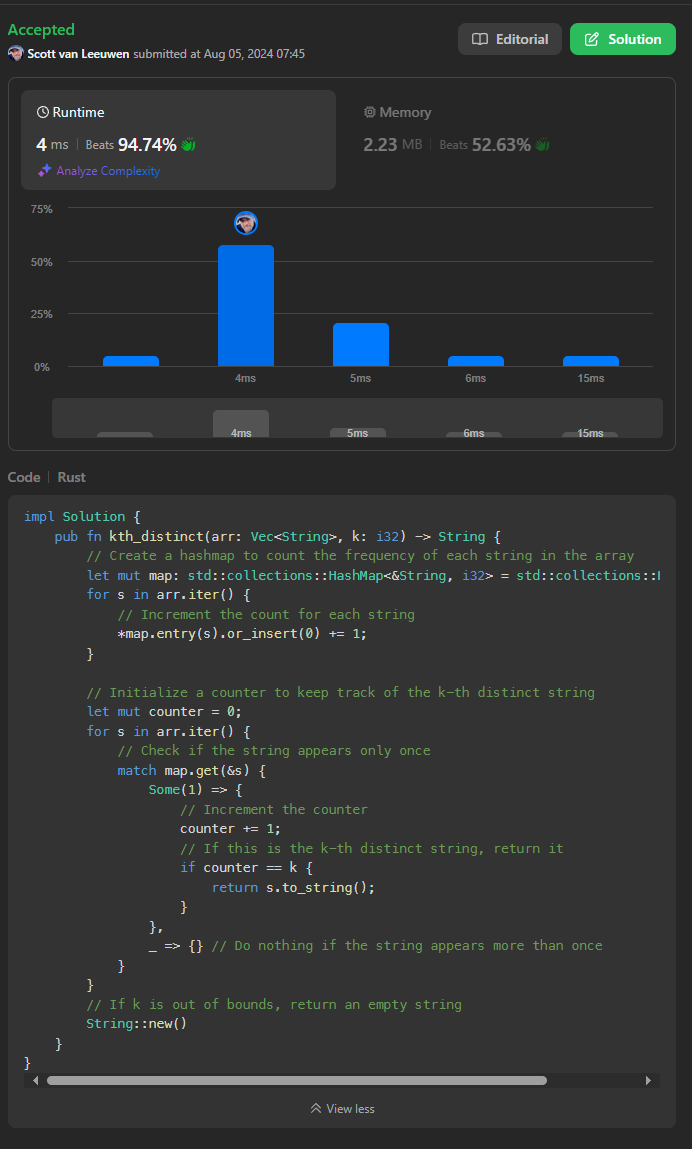 Accepted
Editorial
Solution
Scott van Leeuwen submitted at Aug 05, 2024 07:45
Runtime
4 ms | Beats 94.74%
Analyze Complexity
Memory
2.23 MB | Beats 52.63%
75%
50%
25%
0%
4ms 5ms 6ms 15ms
4ms 5ms 6ms 15ms
Code | Rust
impl Solution {
    pub fn kth_distinct(arr: Vec<String>, k: i32) -> String {
        // Create a hashmap to count the frequency of each string in the array
        let mut map: std::collections::HashMap<&String, i32> = std::collections::
        for s in arr.iter() {
            // Increment the count for each string
            *map.entry(s).or_insert(0) += 1;
        }

        // Initialize a counter to keep track of the k-th distinct string
        let mut counter = 0;
        for s in arr.iter() {
            // Check if the string appears only once
            match map.get(&s) {
                Some(1) => {
                    // Increment the counter
                    counter += 1;
                    // If this is the k-th distinct string, return it
                    if counter == k {
                        return s.to_string();
                    }
                },
                _ => {} // Do nothing if the string appears more than once
            }
        }
        // If k is out of bounds, return an empty string
        String::new()
    }
}
View less